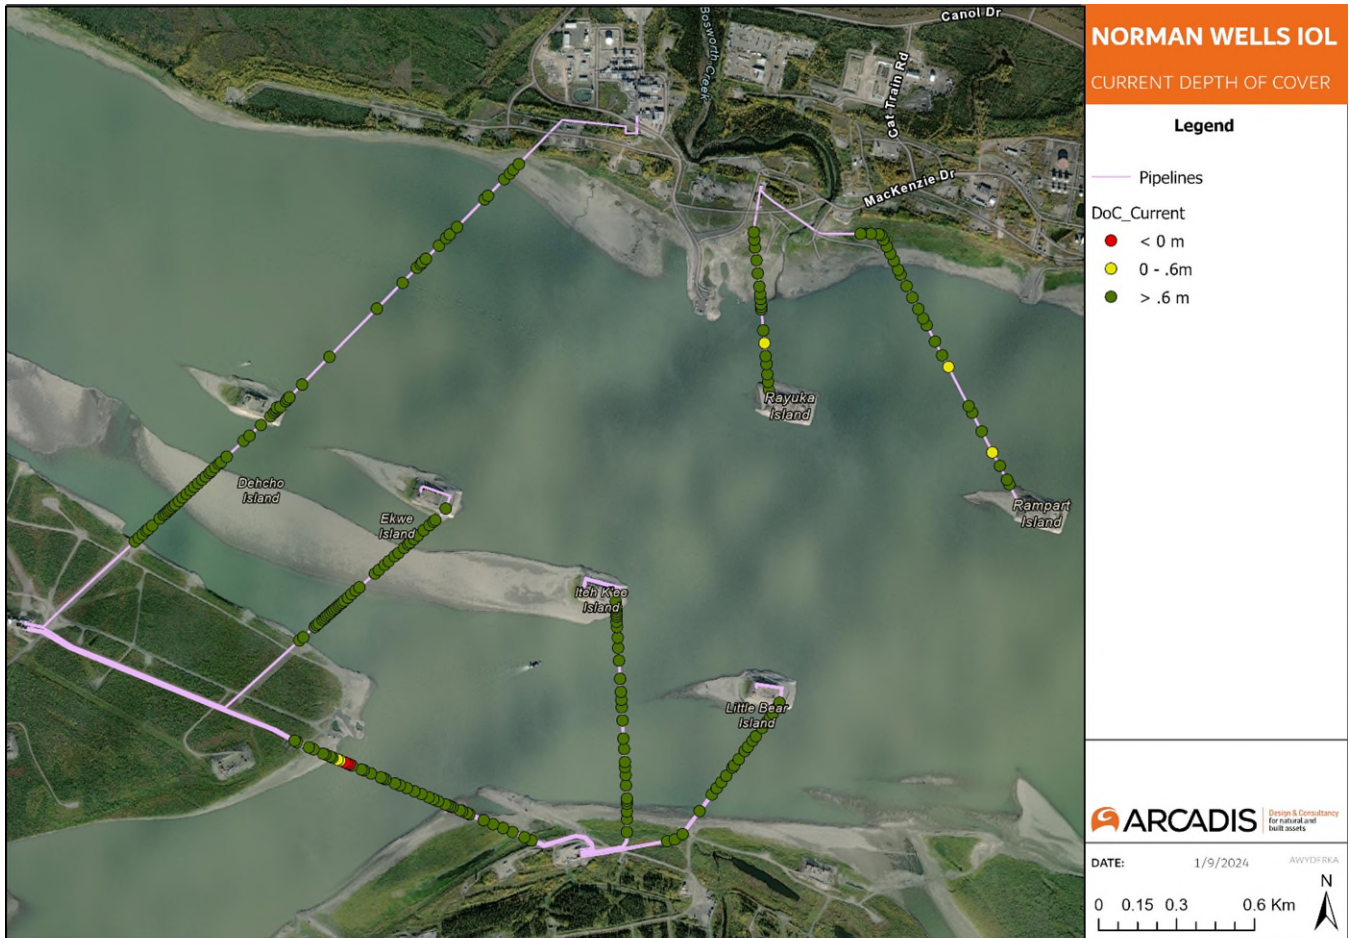 Canol Dr
Bosworth Creek
Cat Train Rd
MacKenzie Dr
Rayuka
Island
Dehcho
Island
Ekwe
Island
Rampart
Island
Iteh K'ee
Island
Little Bear
Island
NORMAN WELLS IOL
CURRENT DEPTH OF COVER
Legend
Pipelines
DoC_Current
< 0 m
0 - .6m
> .6 m
ARCADIS
Design & Consultancy
for natural and
built assets
DATE: 1/9/2024 AWYDERKA
0 0.15 0.3 0.6 Km
N